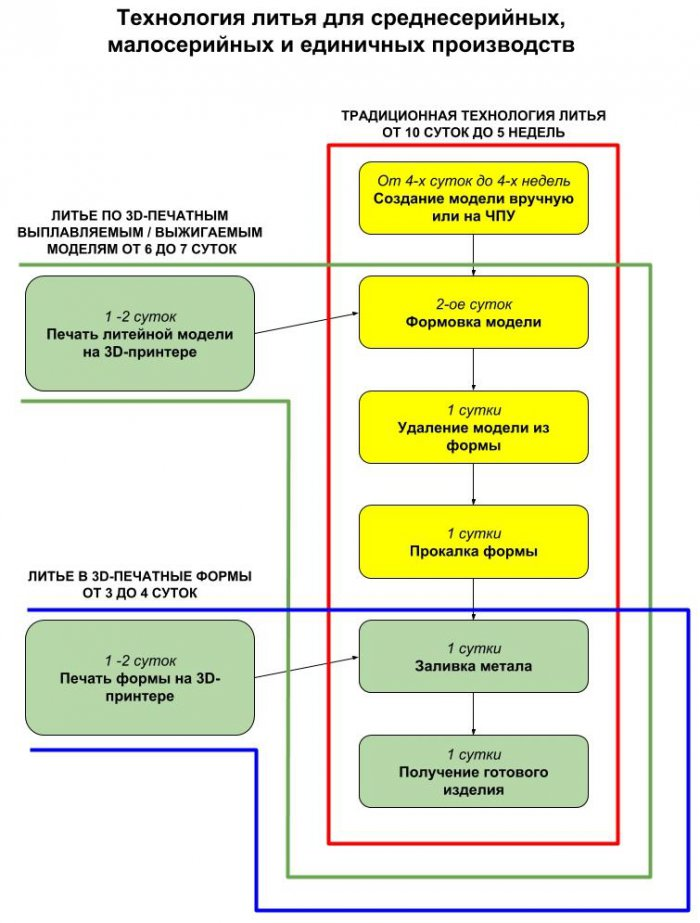 Технология литья для среднесерийных,
малосерийных и единичных производств
ТРАДИЦИОННАЯ ТЕХНОЛОГИЯ ЛИТЬЯ
ОТ 10 СУТОК ДО 5 НЕДЕЛЬ
От 4-х суток до 4-х недель
Создание модели вручную
или на ЧПУ
ЛИТЬЕ ПО 3D-ПЕЧАТНЫМ
ВЫПЛАВЛЯЕМЫМ / ВЫЖИГАЕМЫМ
МОДЕЛЯМ ОТ 6 ДО 7 СУТОК
1 -2 суток
Печать литейной модели
на 3D-принтере
2-ое суток
Формовка модели
1 сутки
Удаление модели из
формы
1 сутки
Прокалка формы
ЛИТЬЕ В 3D-ПЕЧАТНЫЕ ФОРМЫ
ОТ 3 ДО 4 СУТОК
1 -2 суток
Печать формы на 3D-
принтере
1 сутки
Заливка метала
1 сутки
Получение готового
изделия